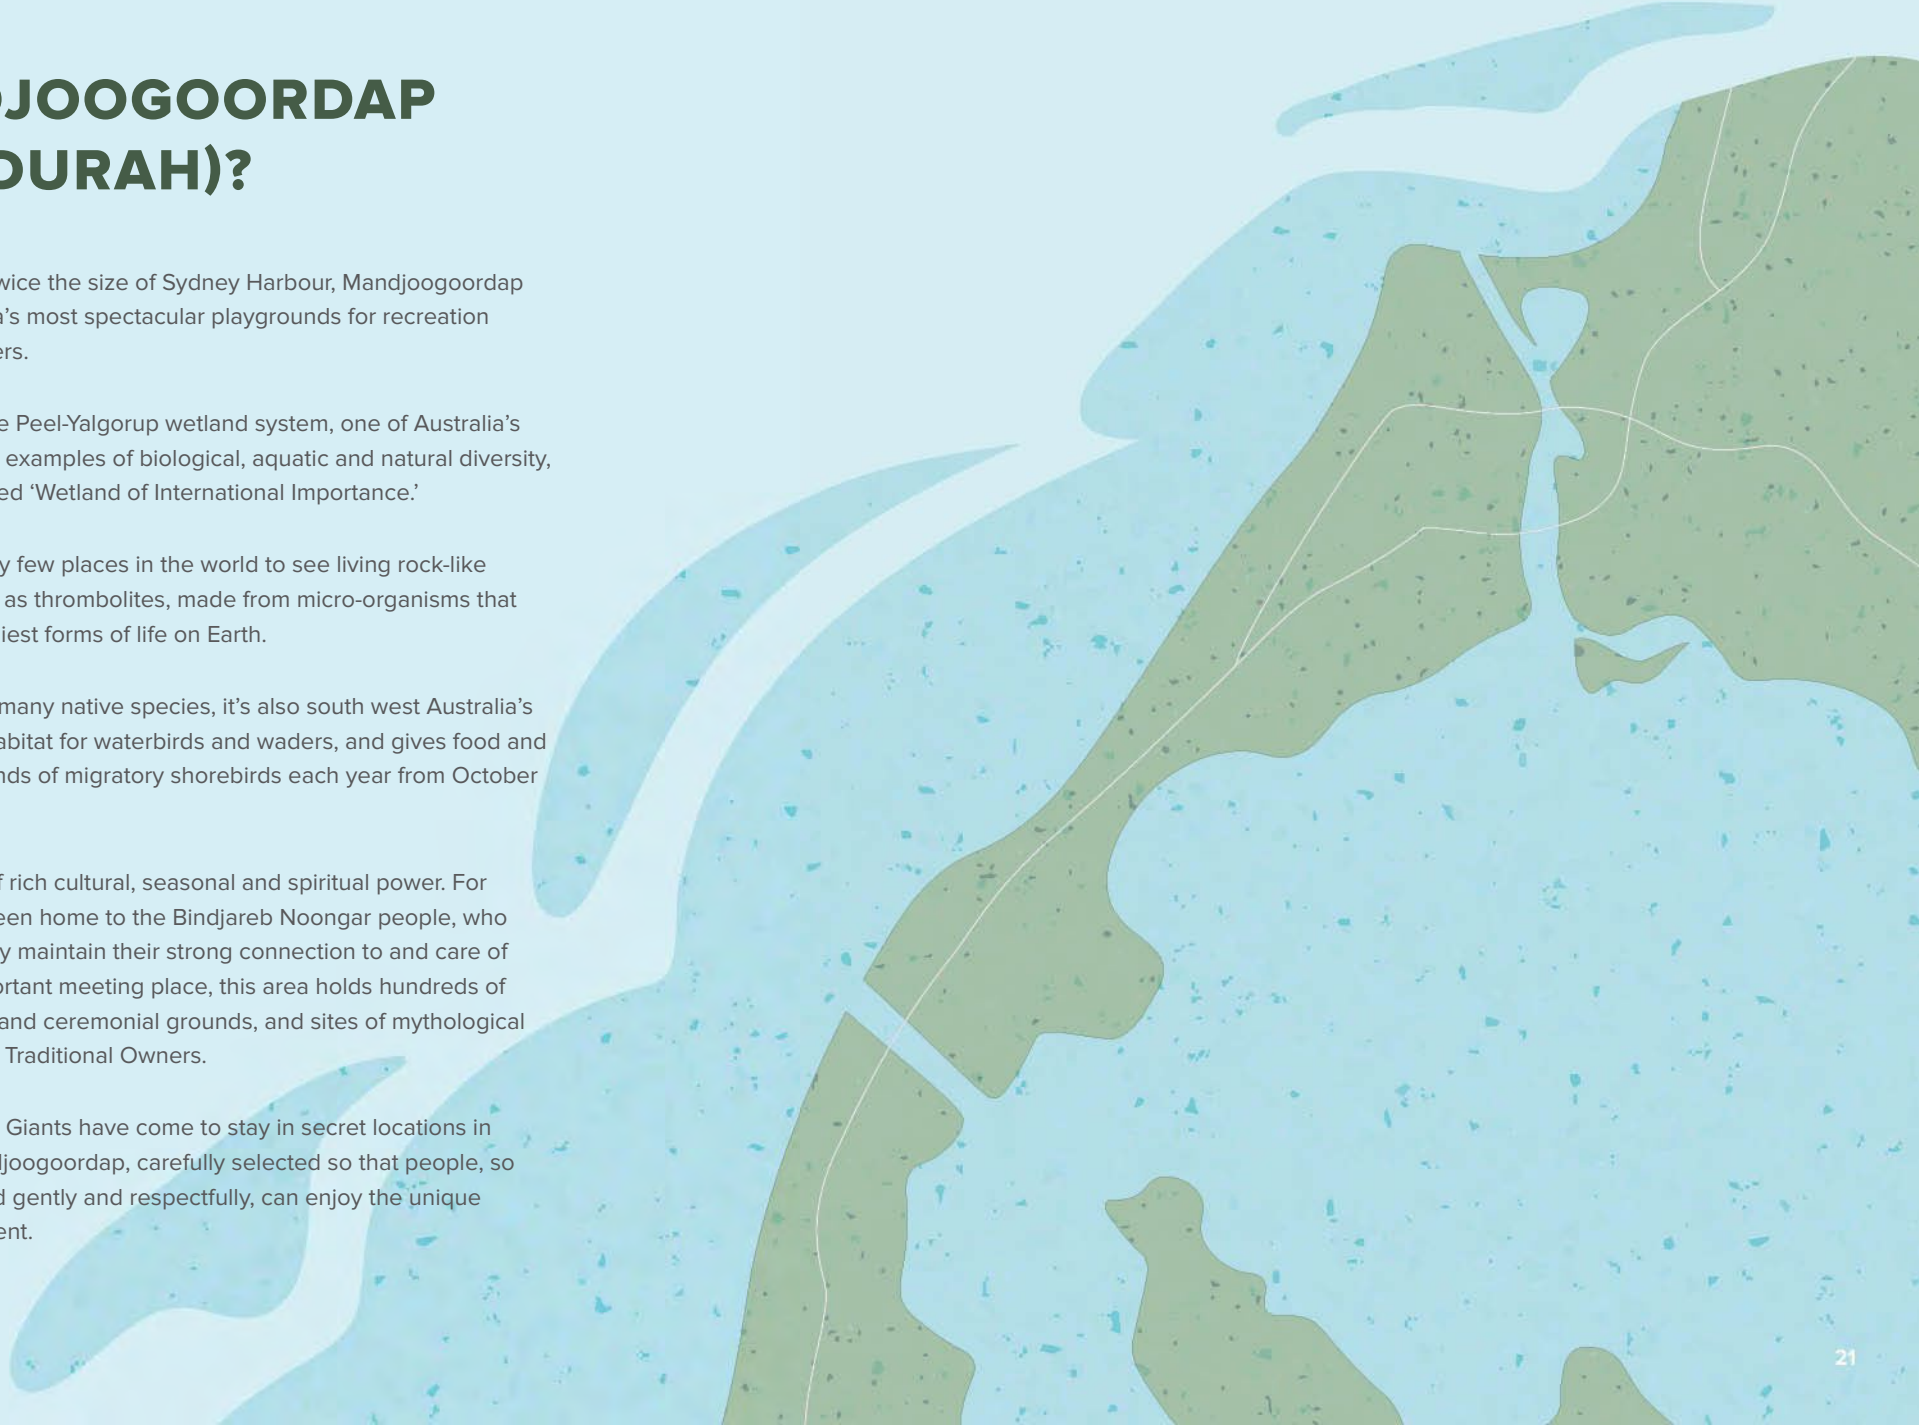 DJOOGOORDAP
DURAH)?
wice the size of Sydney Harbour, Mandjoogoordap
a’s most spectacular playgrounds for recreation
ers.
e Peel-Yalgorup wetland system, one of Australia’s
examples of biological, aquatic and natural diversity,
ed ‘Wetland of International Importance.’
y few places in the world to see living rock-like
as thrombolites, made from micro-organisms that
iest forms of life on Earth.
many native species, it’s also south west Australia’s
abitat for waterbirds and waders, and gives food and
nds of migratory shorebirds each year from October
f rich cultural, seasonal and spiritual power. For
een home to the Bindjareb Noongar people, who
y maintain their strong connection to and care of
ortant meeting place, this area holds hundreds of
and ceremonial grounds, and sites of mythological
Traditional Owners.
Giants have come to stay in secret locations in
djoogoordap, carefully selected so that people, so
d gently and respectfully, can enjoy the unique
ent.
21